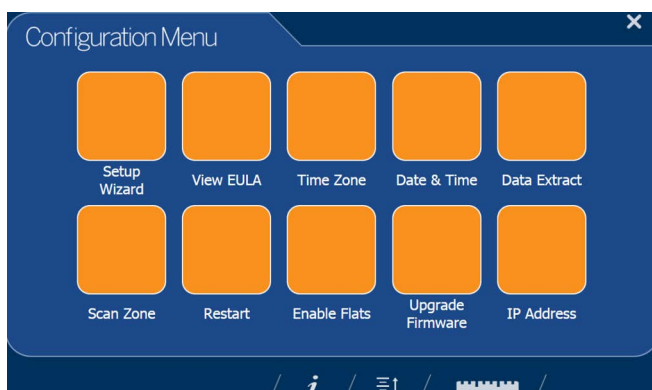 Configuration Menu
Setup
Wizard
View EULA
Time Zone
Date & Time
Data Extract
Scan Zone
Restart
Enable Flats
Upgrade
Firmware
IP Address